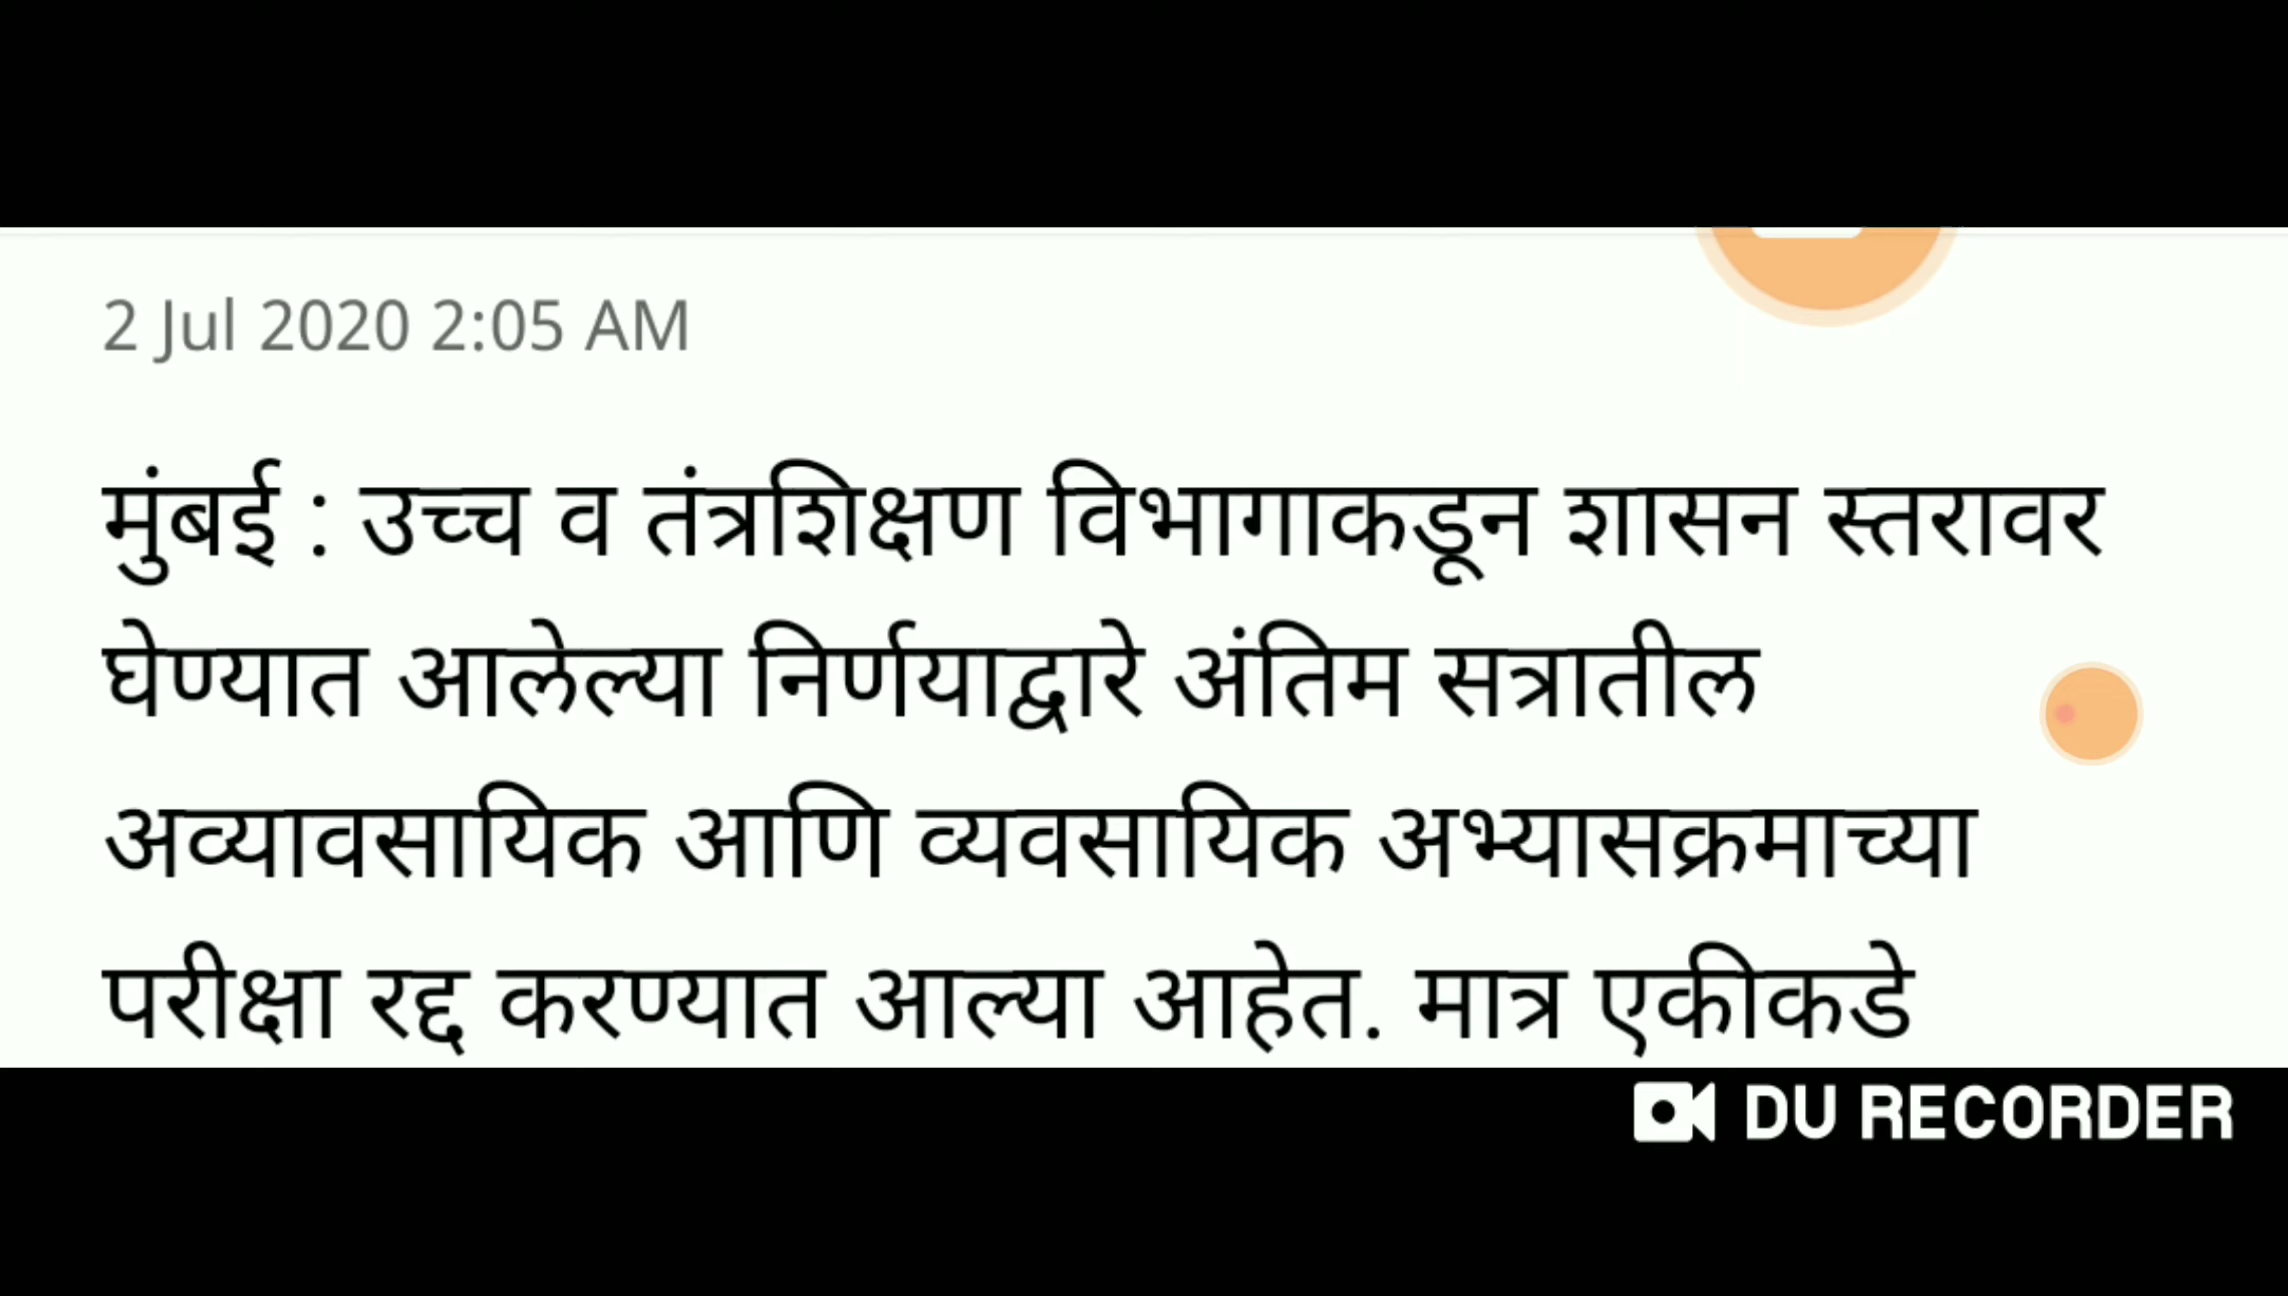 2 Jul 2020 2:05 AM
मुंबई : उच्च व तंत्रशिक्षण विभागाकडून शासन स्तरावर
घेण्यात आलेल्या निर्णयाद्वारे अंतिम सत्रातील
अव्यावसायिक आणि व्यवसायिक अभ्यासक्रमाच्या
परीक्षा रद्द करण्यात आल्या आहेत. मात्र एकीकडे
DU RECORDER